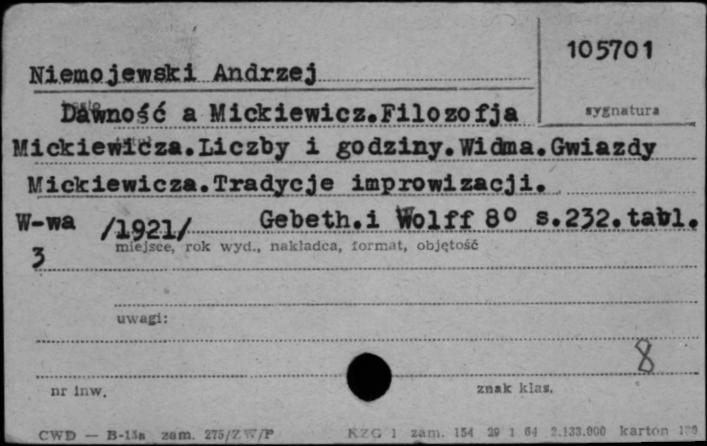 105701
Niemojewski Andrzej
Dawność a Mickiewicz.Filozofja
sygnatura
Mickiewicza.Liczby i godziny.Widma.Gwiazdy
Mickiewicza.Tradycje improwizacji.
W-wa /1921/ Gebeth.i Wolff 8° s.232.tabl.
miejsce, rok wyd., nakładca, format, objętość
3
uwagi:
8
nr inw. znak klas.
CWD — B-15a zam. 275/ZW/P KZG 1 zam. 154 29 1 64 2.133.000 karton